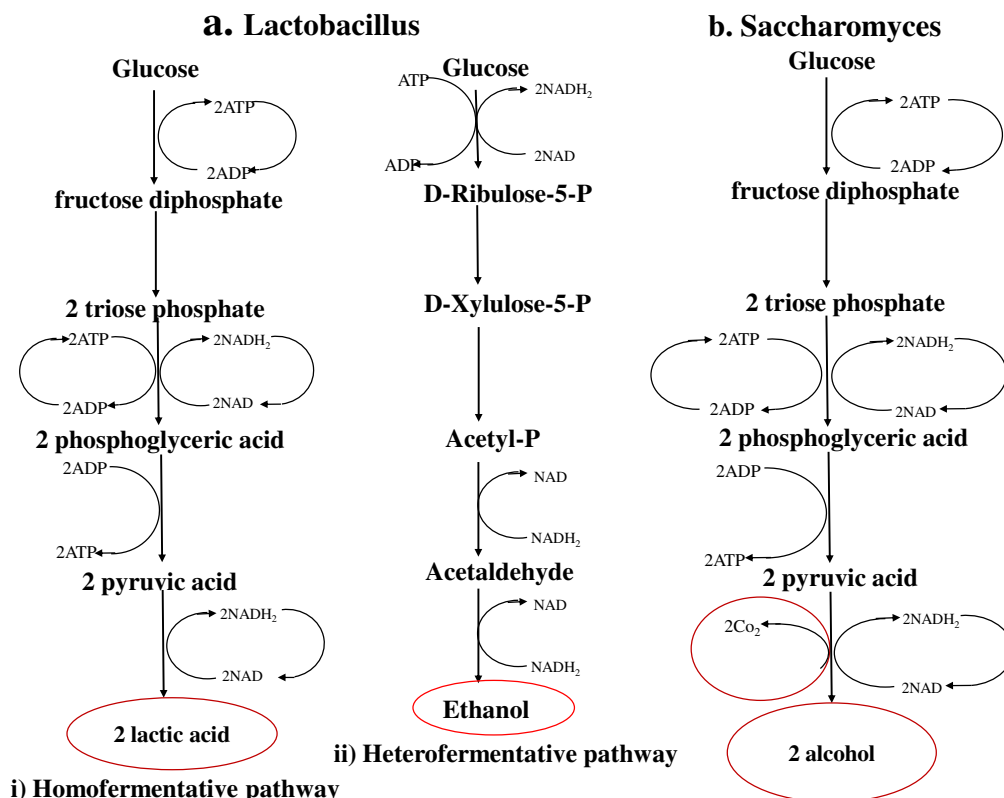 a. Lactobacillus
Glucose
2ATP
2ADP
fructose diphosphate
2 triose phosphate
2ATP
2NADH₂
2ADP
2NAD
2 phosphoglyceric acid
2ADP
2ATP
2 pyruvic acid
2NADH₂
2NAD
2 lactic acid
i) Homofermentative pathway
Glucose
ATP
2NADH₂
ADP
2NAD
D-Ribulose-5-P
D-Xylulose-5-P
Acetyl-P
NAD
NADH₂
Acetaldehyde
NAD
NADH₂
Ethanol
ii) Heterofermentative pathway
b. Saccharomyces
Glucose
2ATP
2ADP
fructose diphosphate
2 triose phosphate
2ATP
2NADH₂
2ADP
2NAD
2 phosphoglyceric acid
2ADP
2ATP
2 pyruvic acid
2Co₂
2NADH₂
2NAD
2 alcohol